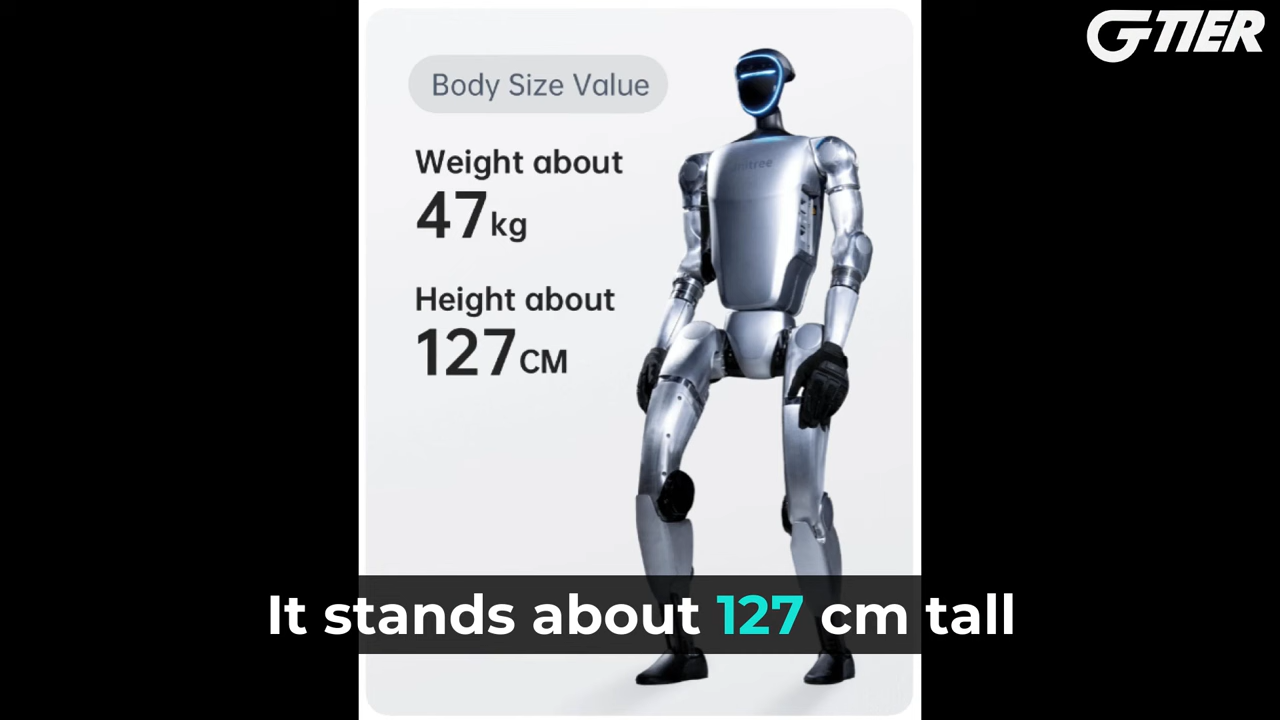 GTIER
Body Size Value
Weight about
47kg
Height about
127CM
It stands about 127 cm tall